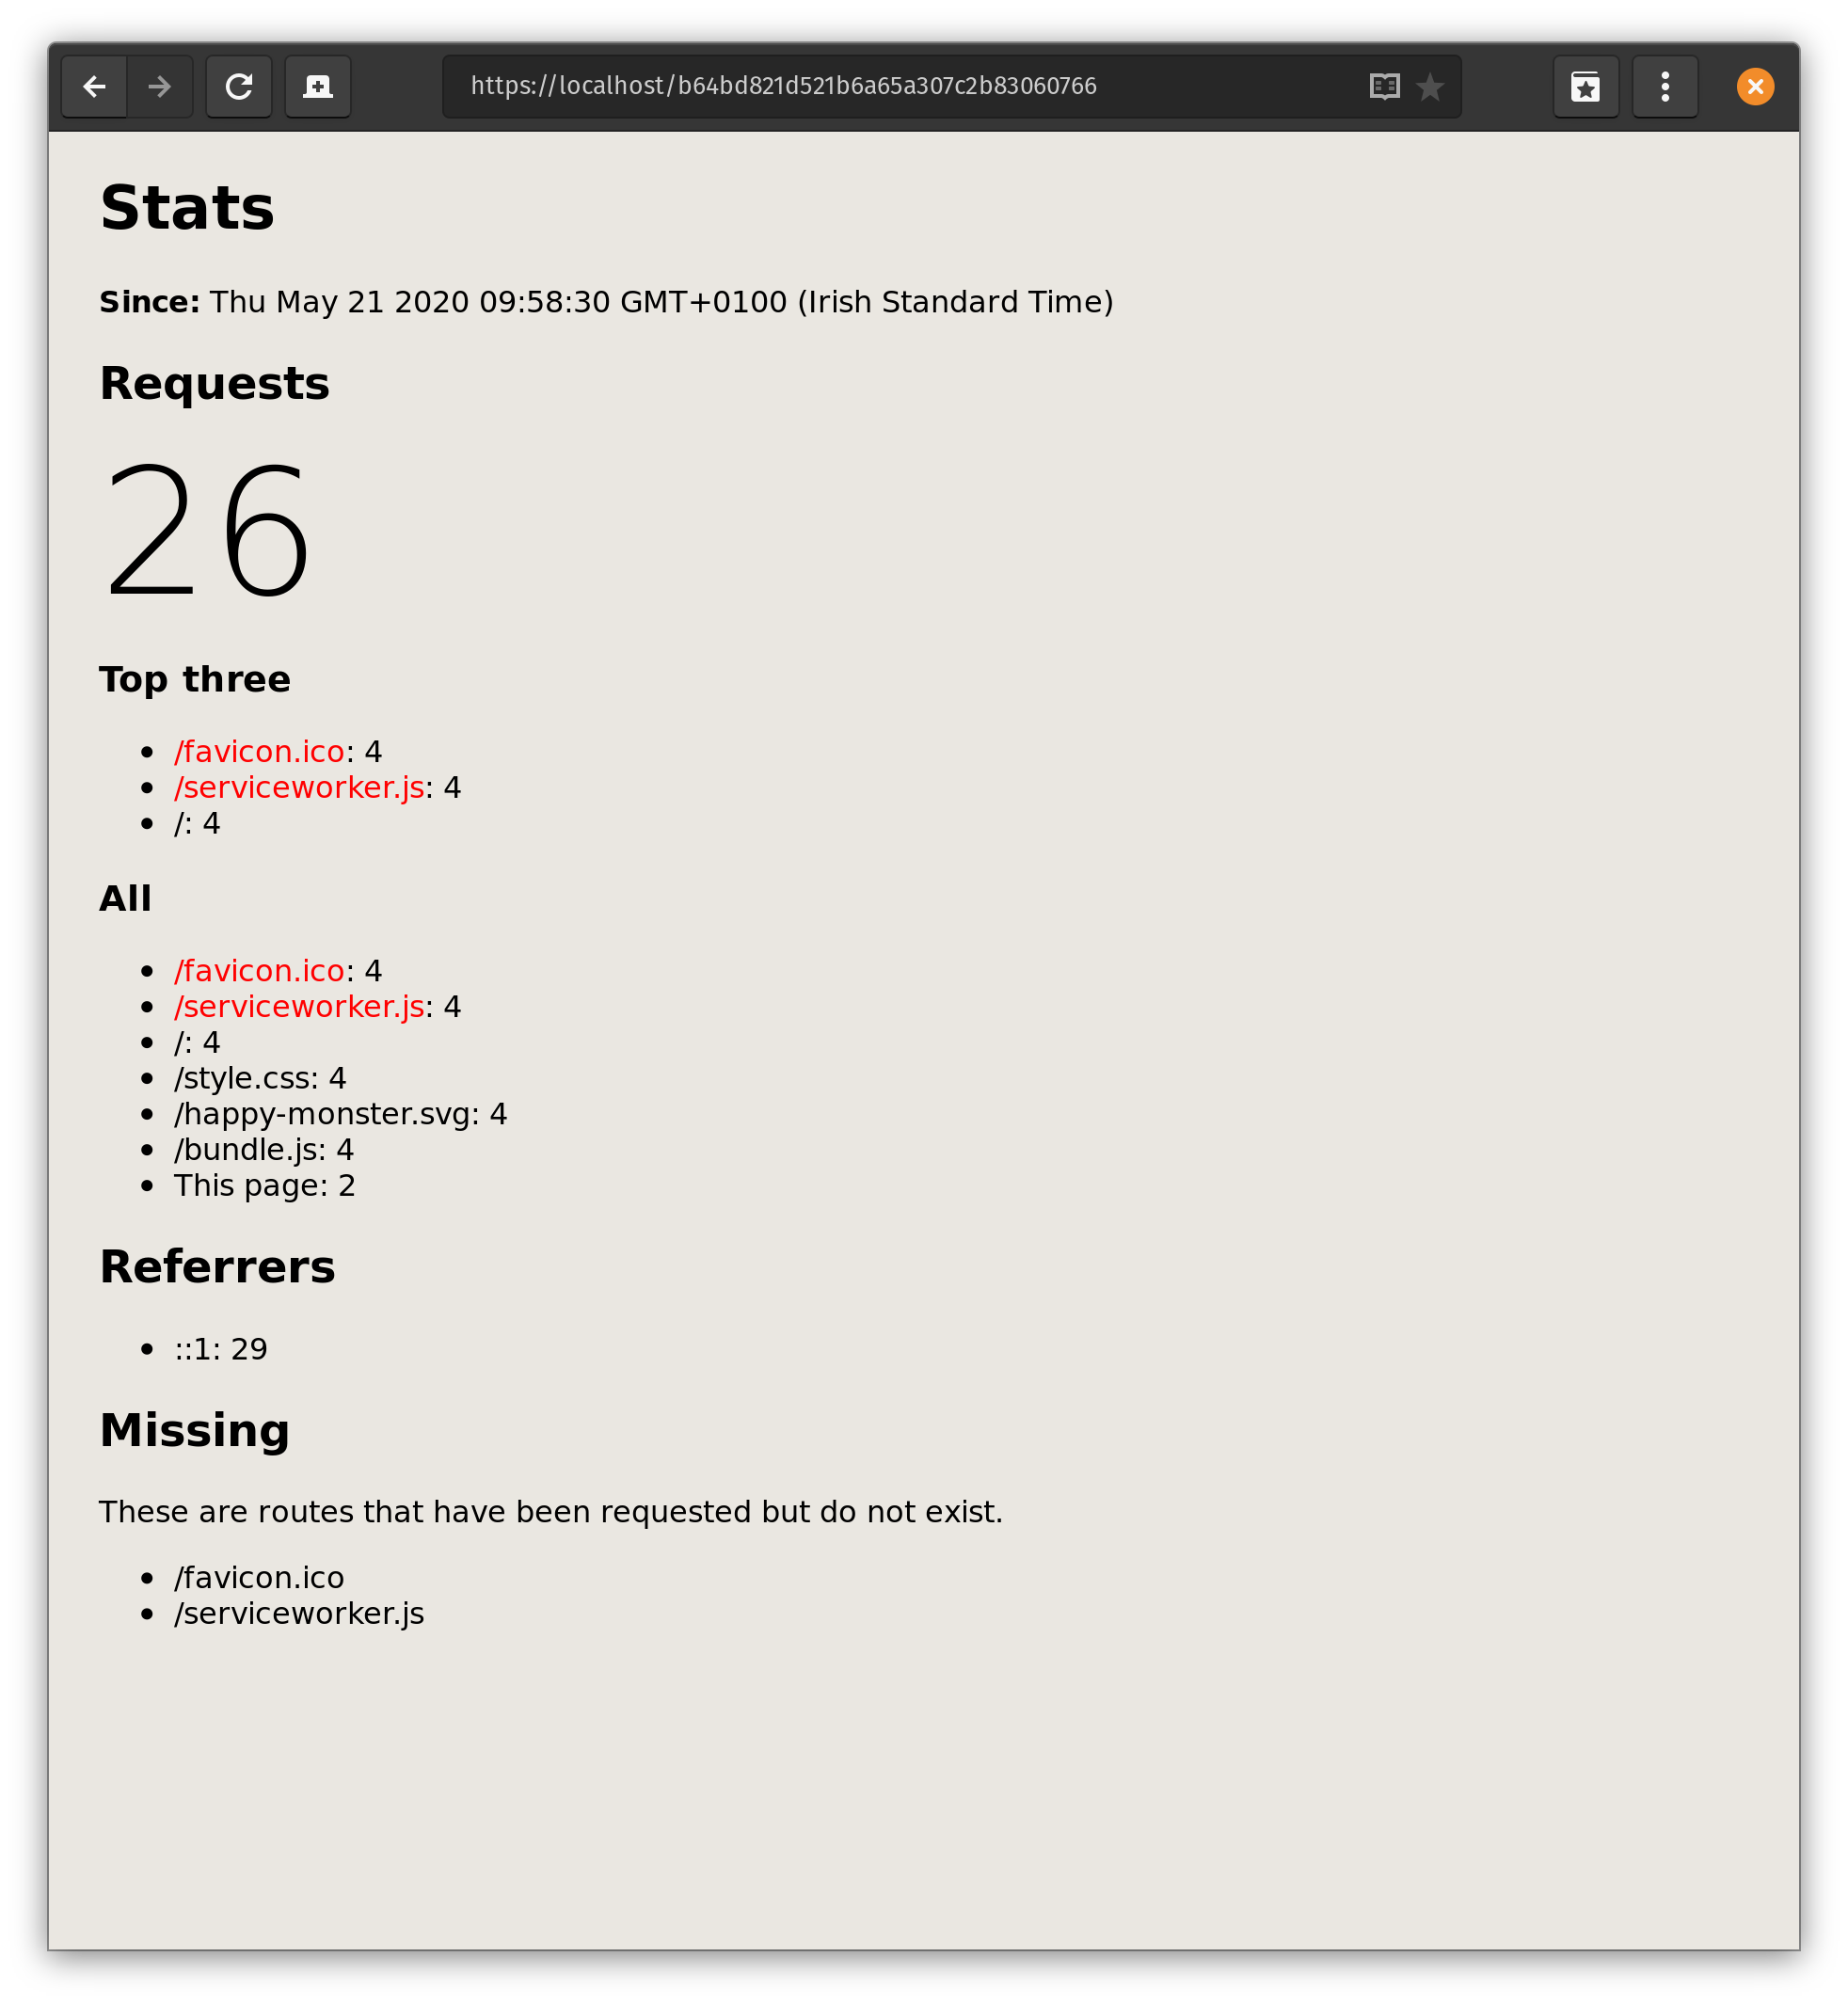 https://localhost/b64bd821d521b6a65a307c2b83060766
Stats
Since: Thu May 21 2020 09:58:30 GMT+0100 (Irish Standard Time)
Requests
26
Top three
• /favicon.ico: 4
• /serviceworker.js: 4
• /: 4
All
• /favicon.ico: 4
• /serviceworker.js: 4
• /: 4
• /style.css: 4
• /happy-monster.svg: 4
• /bundle.js: 4
• This page: 2
Referrers
• ::1: 29
Missing
These are routes that have been requested but do not exist.
• /favicon.ico
• /serviceworker.js